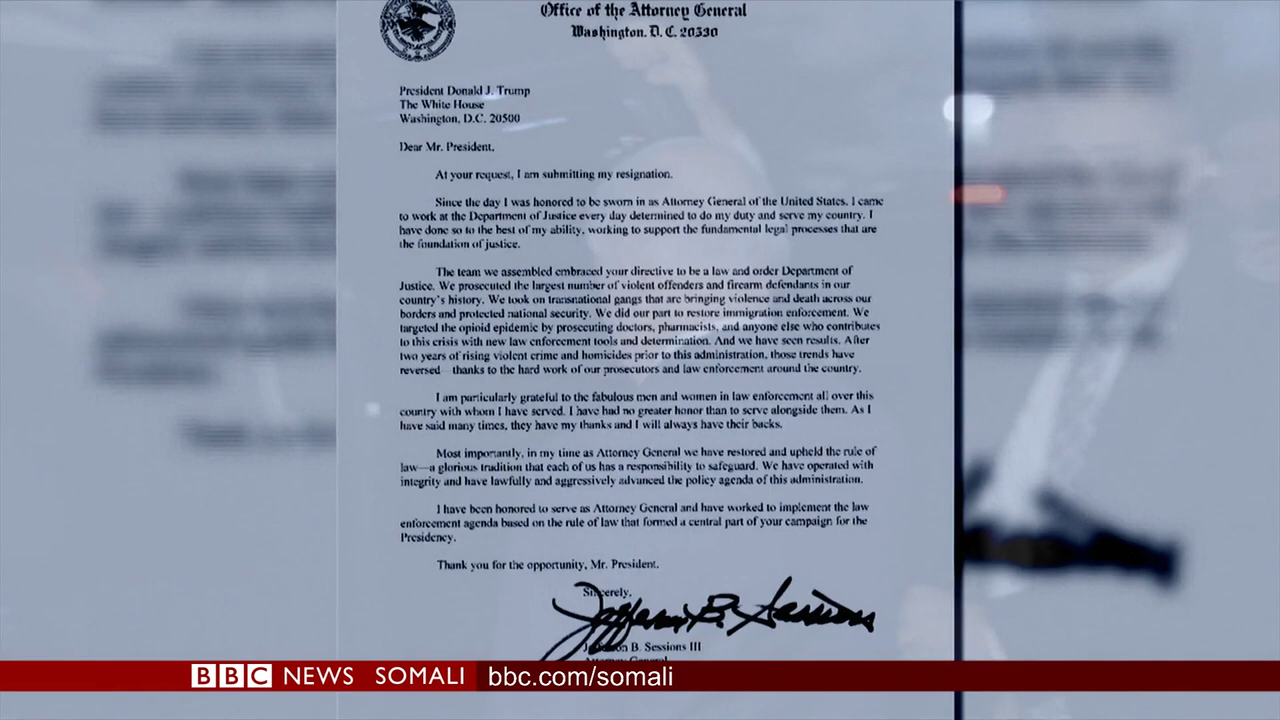 Office of the Attorney General
Washington, D. C. 20530
President Donald J. Trump
The White House
Washington, D.C. 20500
Dear Mr. President,
At your request, I am submitting my resignation.
Since the day I was honored to be sworn in as Attorney General of the United States, I came
to work at the Department of Justice every day determined to do my duty and serve my country. I
have done so to the best of my ability, working to support the fundamental legal processes that are
the foundation of justice.
The team we assembled embraced your directive to be a law and order Department of
Justice. We prosecuted the largest number of violent offenders and firearm defendants in our
country's history. We took on transnational gangs that are bringing violence and death across our
borders and protected national security. We did our part to restore immigration enforcement. We
targeted the opioid epidemic by prosecuting doctors, pharmacists, and anyone else who contributes
to this crisis with new law enforcement tools and determination. And we have seen results. After
two years of rising violent crime and homicides prior to this administration, those trends have
reversed—thanks to the hard work of our prosecutors and law enforcement around the country.
I am particularly grateful to the fabulous men and women in law enforcement all over this
country with whom I have served. I have had no greater honor than to serve alongside them. As I
have said many times, they have my thanks and I will always have their backs.
Most importantly, in my time as Attorney General we have restored and upheld the rule of
law—a glorious tradition that each of us has a responsibility to safeguard. We have operated with
integrity and have lawfully and aggressively advanced the policy agenda of this administration.
I have been honored to serve as Attorney General and have worked to implement the law
enforcement agenda based on the rule of law that formed a central part of your campaign for the
Presidency.
Thank you for the opportunity, Mr. President.
Sincerely,
Jefferson B. Sessions
B. Sessions III
Attorney General
BBC NEWS SOMALI bbc.com/somali